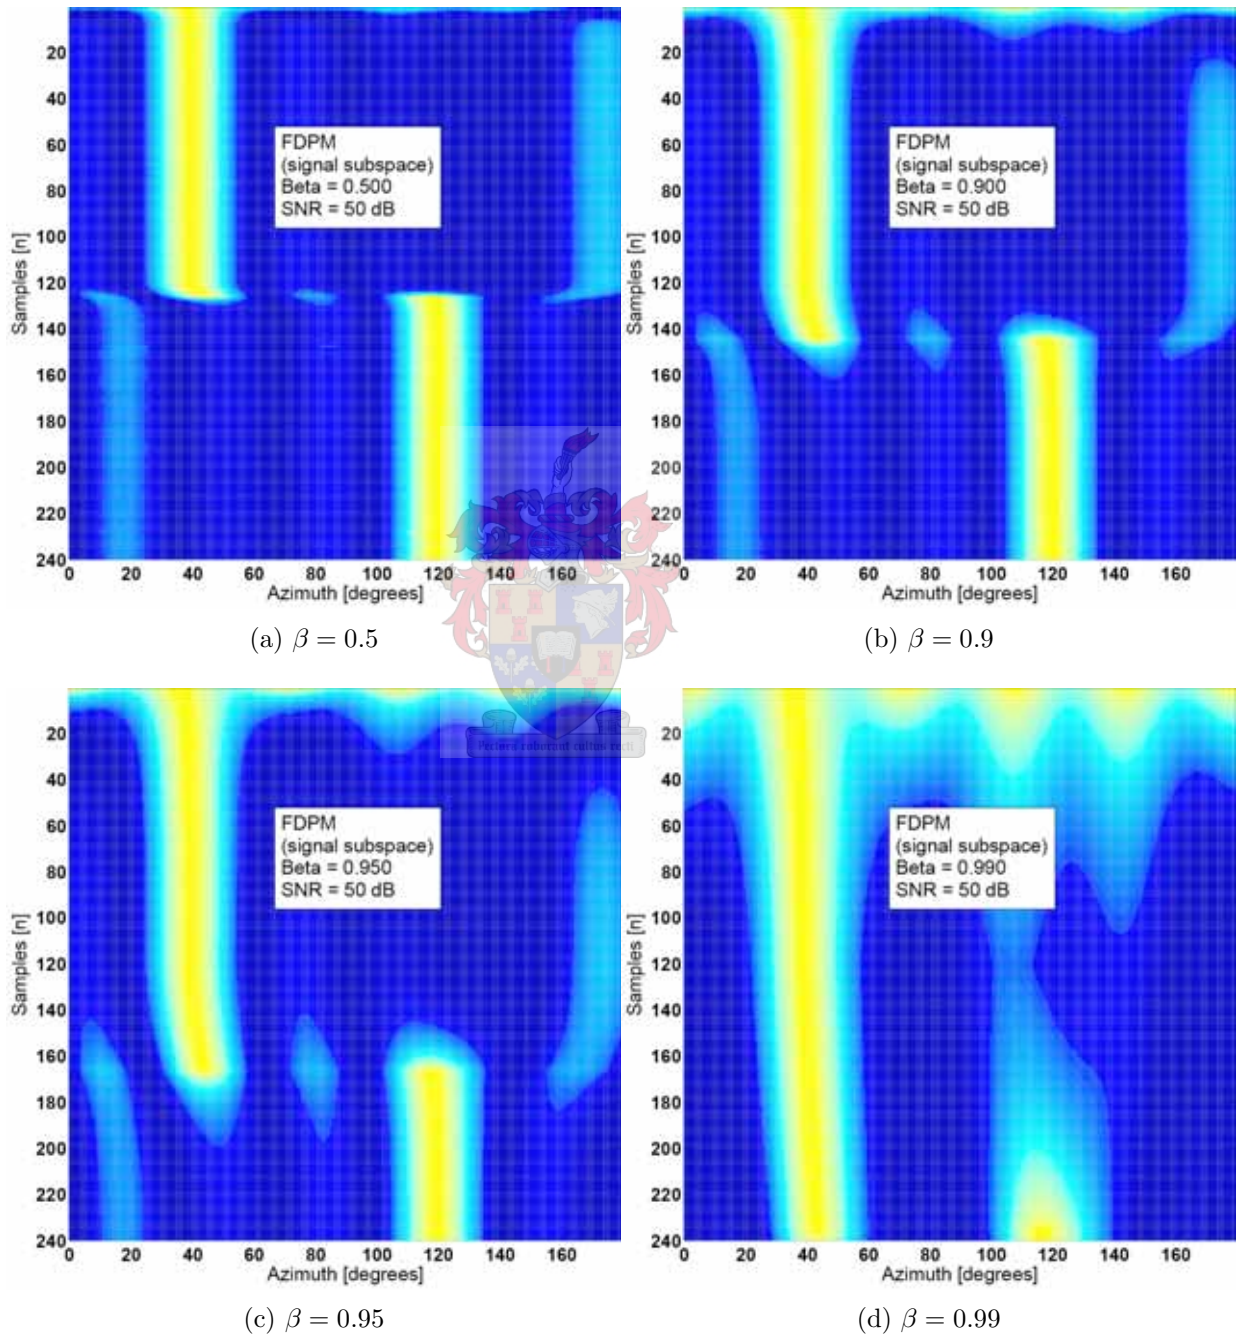 20
40
60
80
100
120
140
160
180
200
220
240
Samples [n]
FDPM
(signal subspace)
Beta = 0.500
SNR = 50 dB
0 20 40 60 80 100 120 140 160
Azimuth [degrees]
(a) β = 0.5
20
40
60
80
100
120
140
160
180
200
220
240
Samples [n]
FDPM
(signal subspace)
Beta = 0.900
SNR = 50 dB
0 20 40 60 80 100 120 140 160
Azimuth [degrees]
(b) β = 0.9
Pectora roborant cultus recti
20
40
60
80
100
120
140
160
180
200
220
240
Samples [n]
FDPM
(signal subspace)
Beta = 0.950
SNR = 50 dB
0 20 40 60 80 100 120 140 160
Azimuth [degrees]
(c) β = 0.95
20
40
60
80
100
120
140
160
180
200
220
240
Samples [n]
FDPM
(signal subspace)
Beta = 0.990
SNR = 50 dB
0 20 40 60 80 100 120 140 160
Azimuth [degrees]
(d) β = 0.99